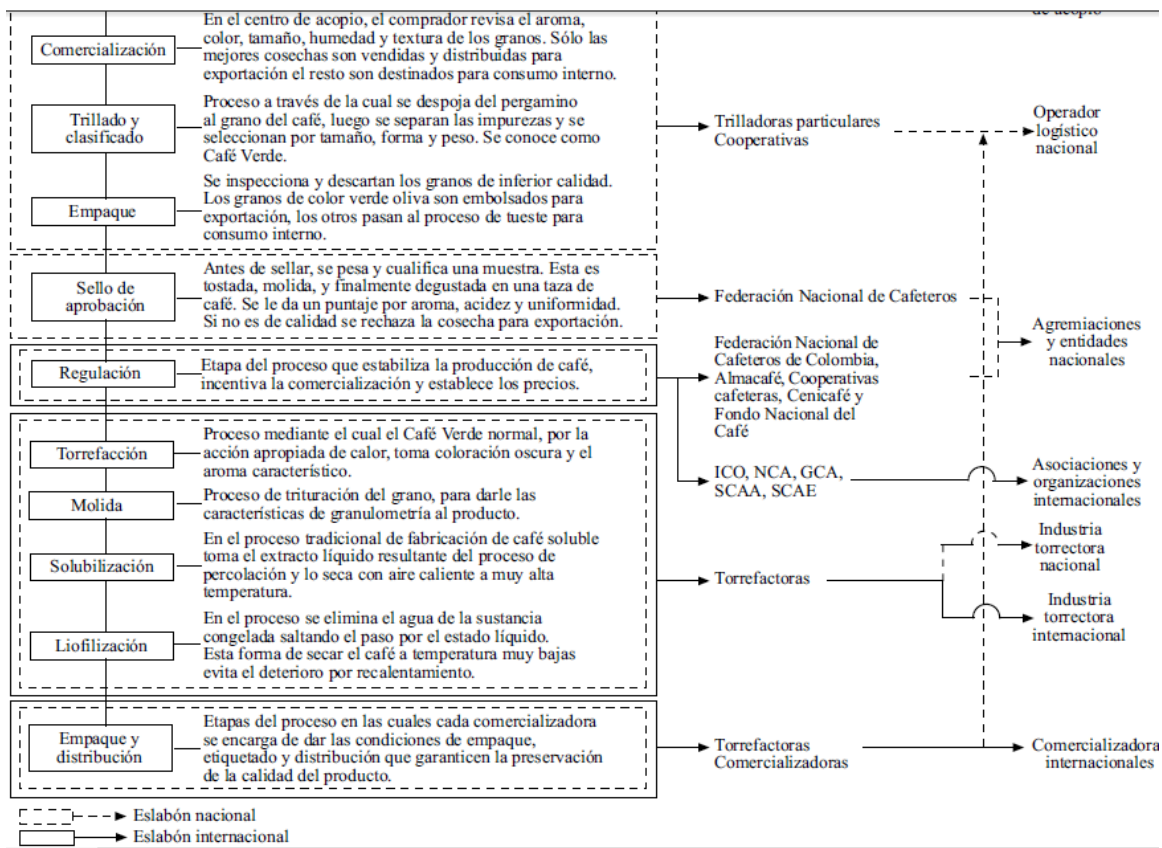 de acopio
En el centro de acopio, el comprador revisa el aroma,
color, tamaño, humedad y textura de los granos. Sólo las
mejores cosechas son vendidas y distribuidas para
exportación el resto son destinados para consumo interno.
Comercialización
Proceso a través de la cual se despoja del pergamino
al grano del café, luego se separan las impurezas y se
seleccionan por tamaño, forma y peso. Se conoce como
Café Verde.
Trillado y
clasificado
Trilladoras particulares
Cooperativas
Operador
logístico
nacional
Se inspecciona y descartan los granos de inferior calidad.
Los granos de color verde oliva son embolsados para
exportación, los otros pasan al proceso de tueste para
consumo interno.
Empaque
Antes de sellar, se pesa y cualifica una muestra. Esta es
tostada, molida, y finalmente degustada en una taza de
café. Se le da un puntaje por aroma, acidez y uniformidad.
Si no es de calidad se rechaza la cosecha para exportación.
Sello de
aprobación
Federación Nacional de Cafeteros
Agremiaciones
y entidades
nacionales
Etapa del proceso que estabiliza la producción de café,
incentiva la comercialización y establece los precios.
Regulación
Federación Nacional de
Cafeteros de Colombia,
Almacafé, Cooperativas
cafeteras, Cenicafé y
Fondo Nacional del
Café
Proceso mediante el cual el Café Verde normal, por la
acción apropiada de calor, toma coloración oscura y el
aroma característico.
Torrefacción
ICO, NCA, GCA,
SCAA, SCAE
Asociaciones y
organizaciones
internacionales
Molida
Proceso de trituración del grano, para darle las
características de granulometría al producto.
En el proceso tradicional de fabricación de café soluble
toma el extracto líquido resultante del proceso de
percolación y lo seca con aire caliente a muy alta
temperatura.
Solubilización
Torrefactoras
Industria
torrectora
nacional
Industria
torrectora
internacional
En el proceso se elimina el agua de la sustancia
congelada saltando el paso por el estado líquido.
Esta forma de secar el café a temperatura muy bajas
evita el deterioro por recalentamiento.
Liofilización
Etapas del proceso en las cuales cada comercializadora
se encarga de dar las condiciones de empaque,
etiquetado y distribución que garanticen la preservación
de la calidad del producto.
Empaque y
distribución
Torrefactoras
Comercializadoras
Comercializadora
internacionales
Eslabón nacional
Eslabón internacional